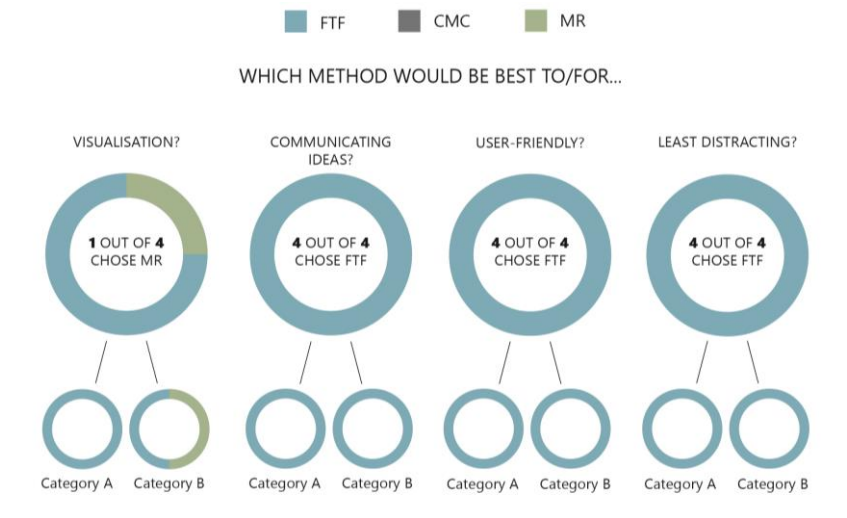 FTF CMC MR
WHICH METHOD WOULD BE BEST TO/FOR...
VISUALISATION?
COMMUNICATING
IDEAS?
USER-FRIENDLY?
LEAST DISTRACTING?
1 OUT OF 4
CHOSE MR
4 OUT OF 4
CHOSE FTF
4 OUT OF 4
CHOSE FTF
4 OUT OF 4
CHOSE FTF
Category A Category B
Category A Category B
Category A Category B
Category A Category B